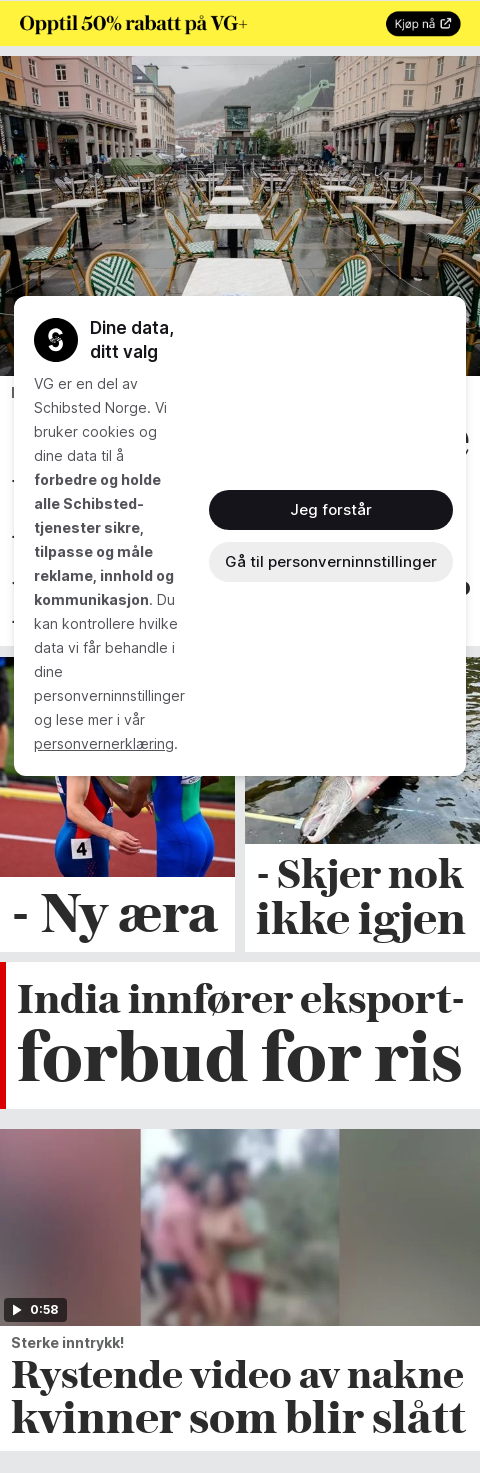 Opptil 50% rabatt på VG+
Kjøp nå
Dine data,
ditt valg
VG er en del av
Schibsted Norge. Vi
bruker cookies og
dine data til å
forbedre og holde
alle Schibsted-
tjenester sikre,
tilpasse og måle
reklame, innhold og
kommunikasjon. Du
kan kontrollere hvilke
data vi får behandle i
dine
personverninnstillinger
og lese mer i vår
personvernerklæring.
Jeg forstår
Gå til personverninnstillinger
4
- Ny æra
- Skjer nok
ikke igjen
India innfører eksport-
forbud for ris
0:58
Sterke inntrykk!
Rystende video av nakne
kvinner som blir slått